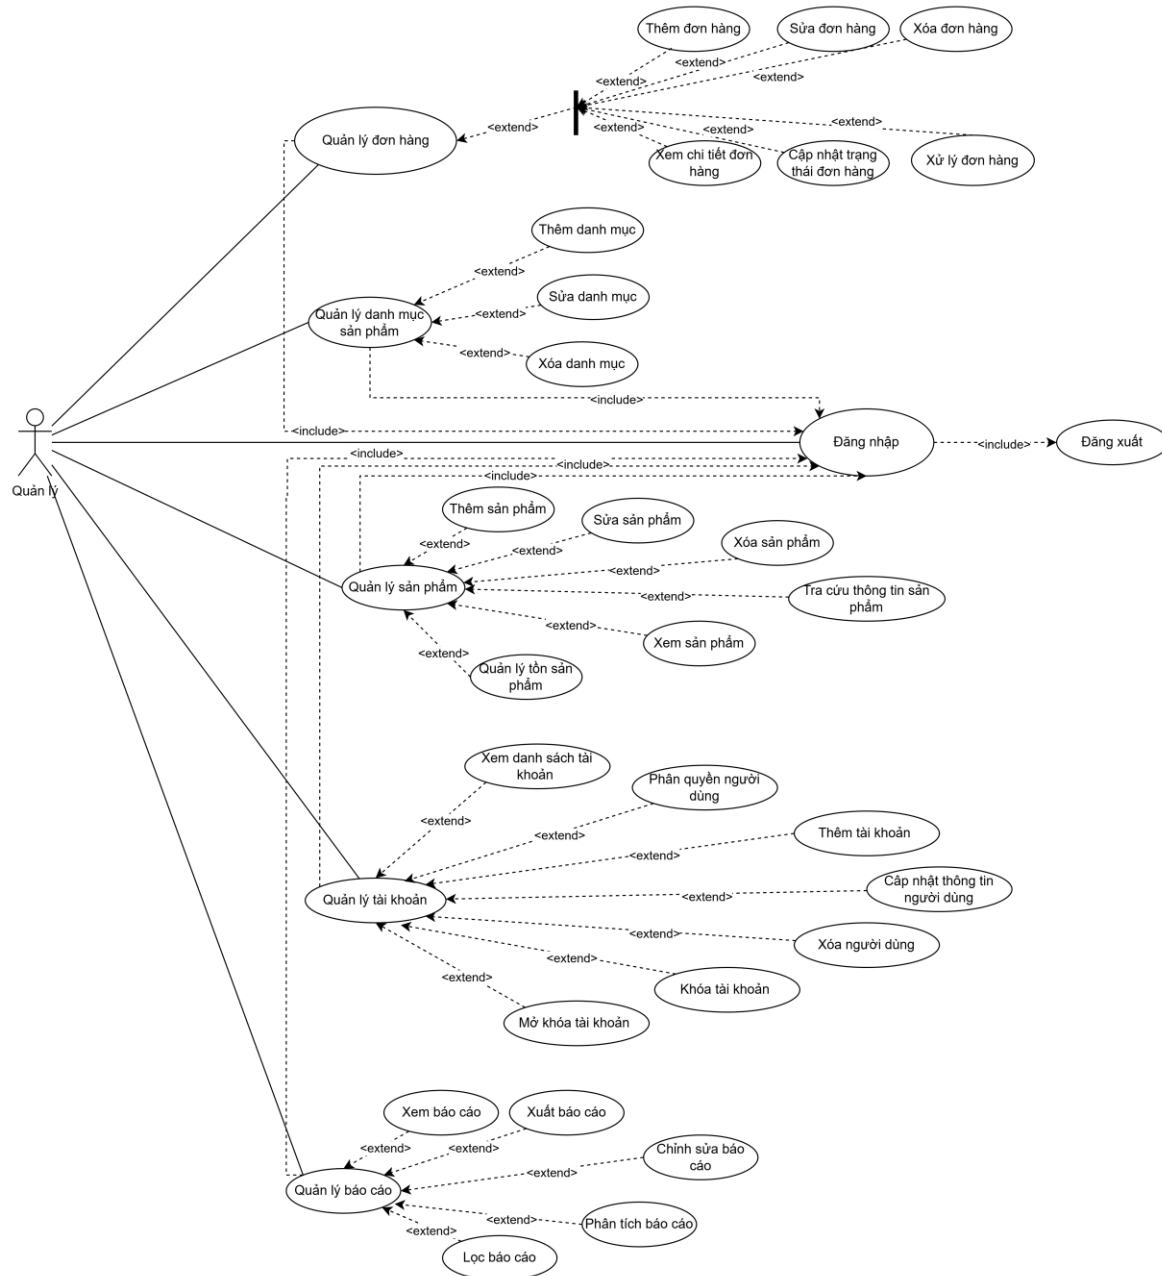 Thêm đơn hàng
Sửa đơn hàng
Xóa đơn hàng
<extend>
<extend>
<extend>
<extend>
<extend>
<extend>
<extend>
Quản lý đơn hàng
Xem chi tiết đơn
hàng
Cập nhật trạng
thái đơn hàng
Xử lý đơn hàng
Thêm danh mục
<extend>
Sửa danh mục
<extend>
Quản lý danh mục
sản phẩm
<extend>
Xóa danh mục
<include>
<include>
Đăng nhập
<include>
Đăng xuất
<include>
<include>
<include>
Quản lý
Thêm sản phẩm
Sửa sản phẩm
Xóa sản phẩm
<extend>
<extend>
<extend>
Quản lý sản phẩm
Tra cứu thông tin sản
phẩm
<extend>
<extend>
Xem sản phẩm
<extend>
Quản lý tồn sản
phẩm
Xem danh sách tài
khoản
Phân quyền người
dùng
<extend>
<extend>
Thêm tài khoản
<extend>
Quản lý tài khoản
<extend>
Câp nhật thông tin
người dùng
<extend>
Xóa người dùng
<extend>
Khóa tài khoản
<extend>
Mở khóa tài khoản
Xem báo cáo
Xuất báo cáo
<extend>
<extend>
Chỉnh sửa báo
cáo
<extend>
Quản lý báo cáo
<extend>
Phân tích báo cáo
<extend>
Lọc báo cáo